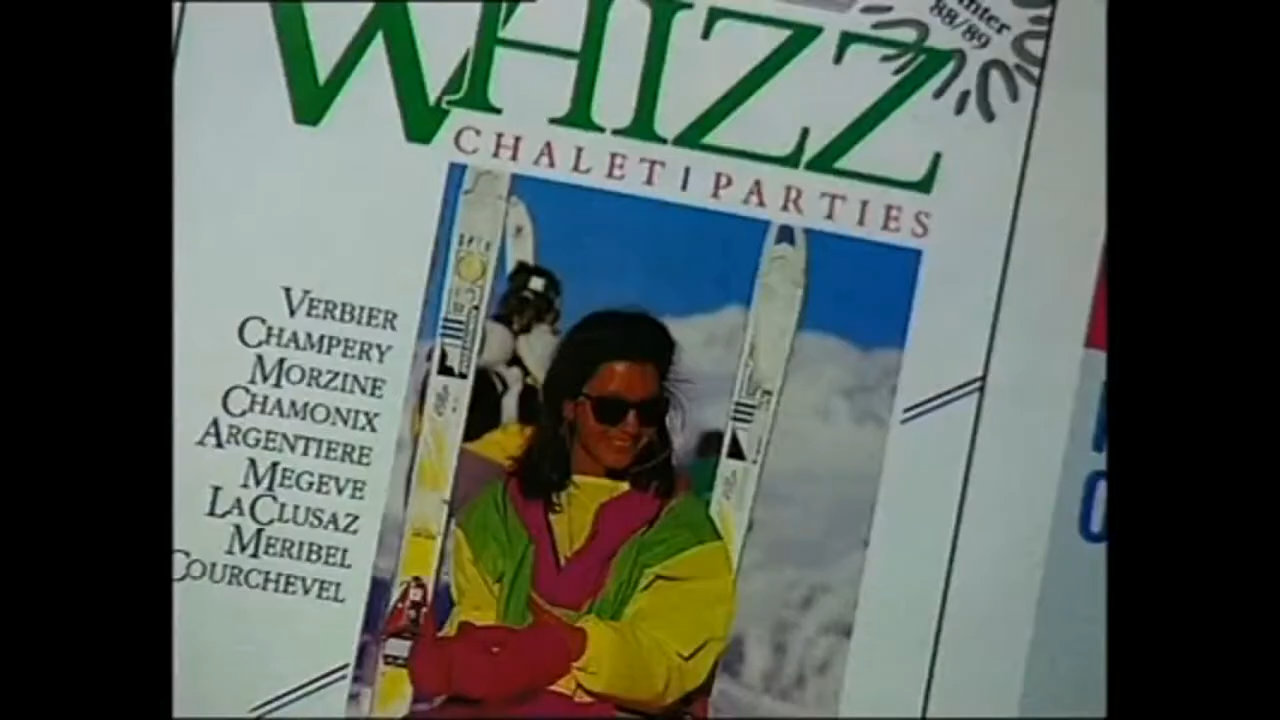 88/89
WHIZZ
CHALET PARTIES
VERBIER
CHAMPERY
MORZINE
CHAMONIX
ARGENTIERE
MEGEVE
LA CLUSAZ
MERIBEL
COURCHEVEL